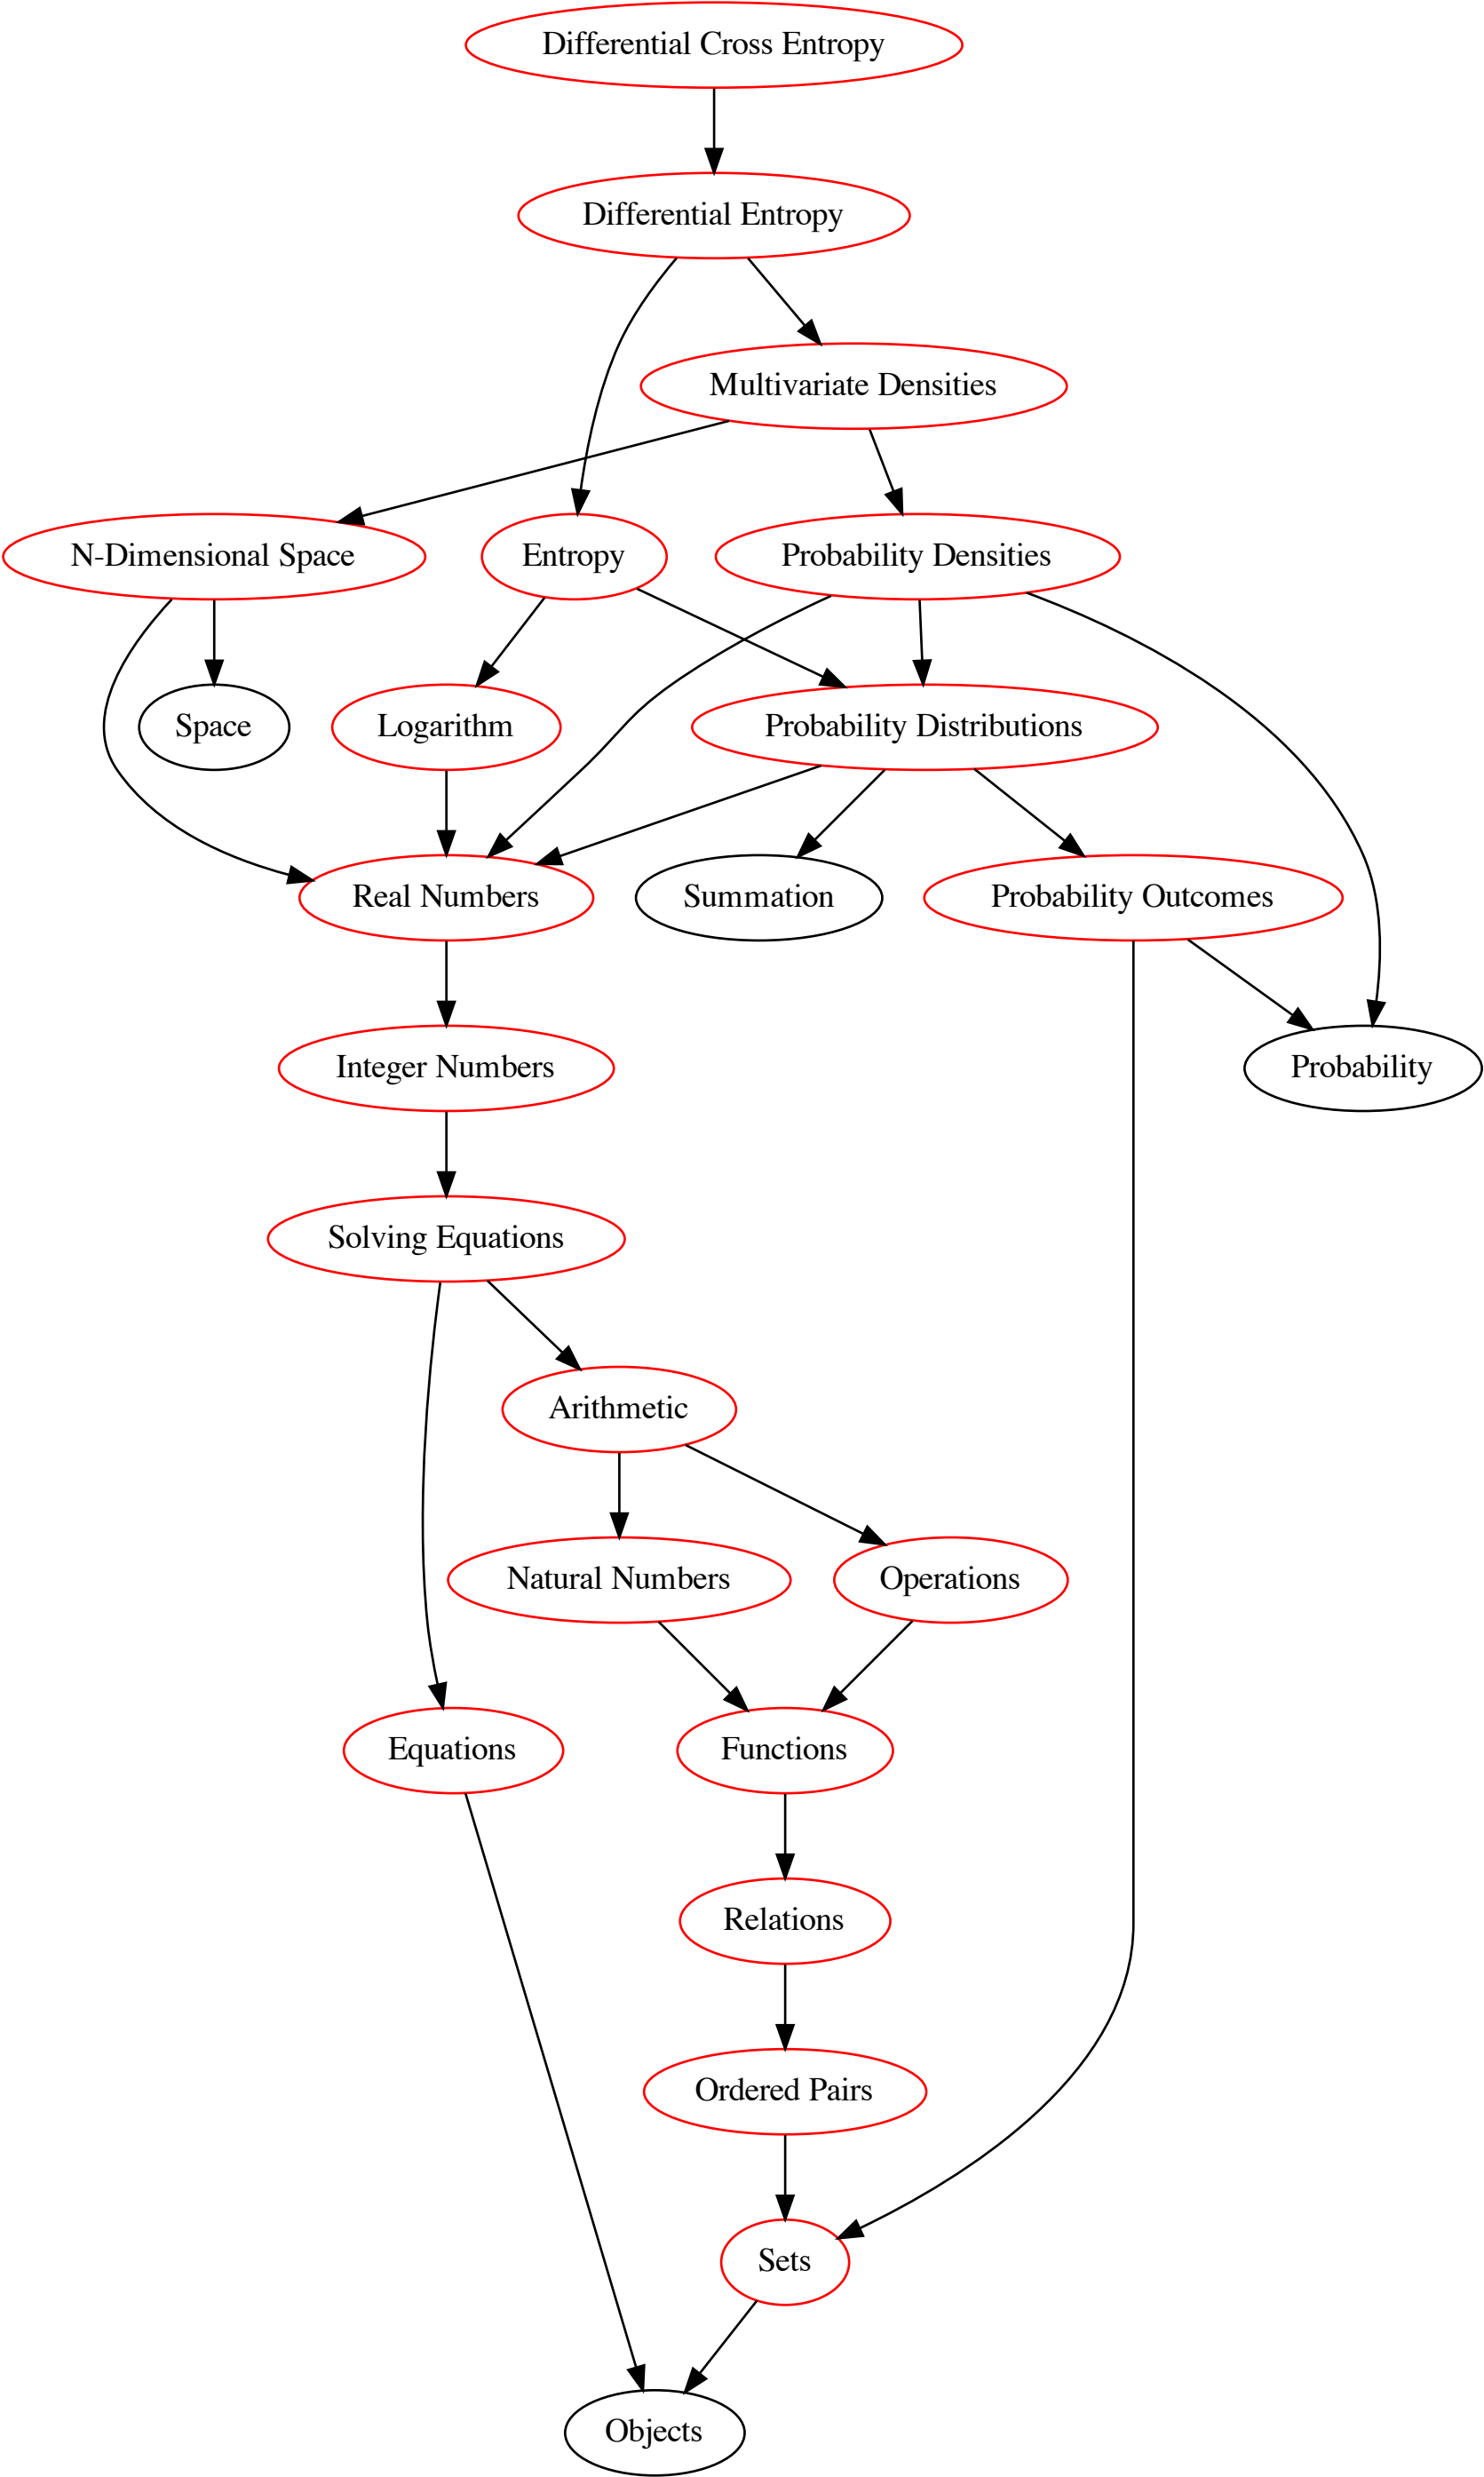 Differential Cross Entropy
Differential Entropy
Multivariate Densities
N-Dimensional Space
Entropy
Probability Densities
Space
Logarithm
Probability Distributions
Real Numbers
Summation
Probability Outcomes
Integer Numbers
Probability
Solving Equations
Arithmetic
Natural Numbers
Operations
Equations
Functions
Relations
Ordered Pairs
Sets
Objects